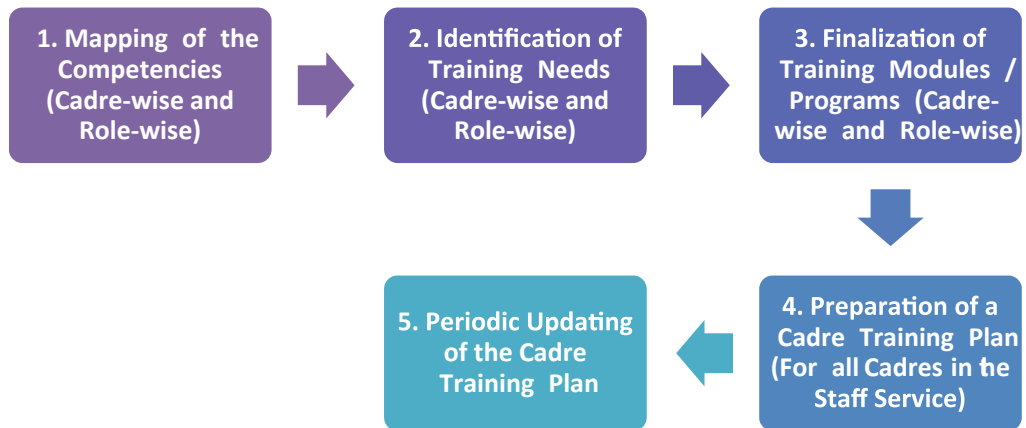 1. Mapping of the
Competencies
(Cadre-wise and
Role-wise)
2. Identification of
Training Needs
(Cadre-wise and
Role-wise)
3. Finalization of
Training Modules /
Programs (Cadre-
wise and Role-wise)
4. Preparation of a
Cadre Training Plan
(For all Cadres in the
Staff Service)
5. Periodic Updating
of the Cadre
Training Plan